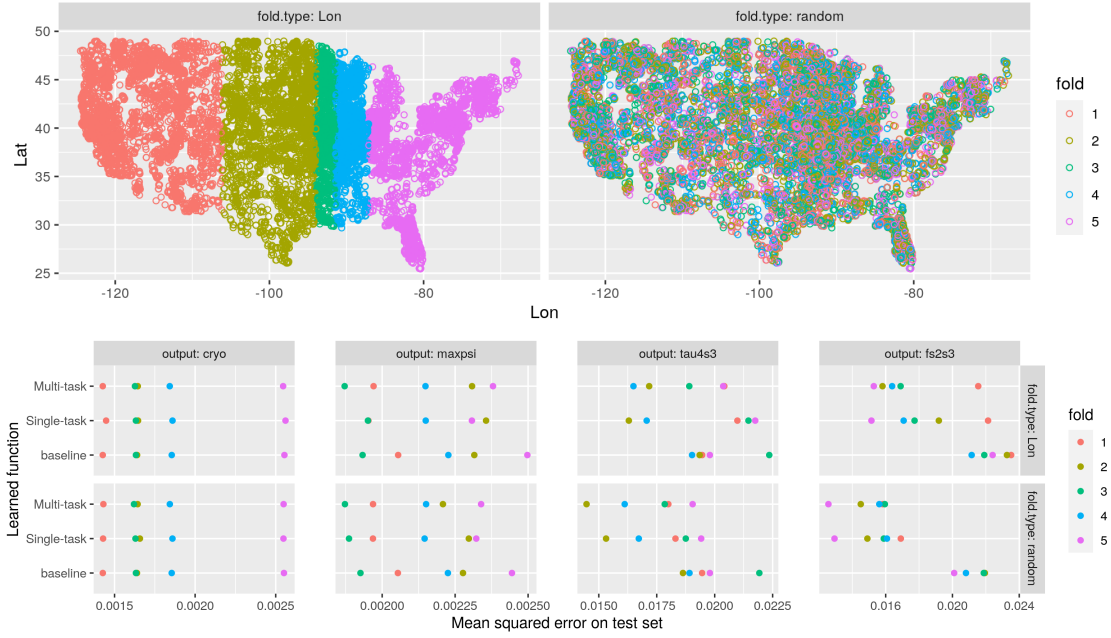 fold.type: Lon fold.type: random
50
45
40
35
30
25
Lat
-120 -100 -80 -120 -100 -80
Lon
fold
1
2
3
4
5
output: cryo output: maxpsi output: tau4s3 output: fs2s3
Multi-task
Single-task
baseline
fold.type: Lon
Multi-task
Single-task
baseline
fold.type: random
Learned function
0.0015 0.0020 0.0025 0.00200 0.00225 0.00250 0.0150 0.0175 0.0200 0.0225 0.016 0.020 0.024
Mean squared error on test set
fold
1
2
3
4
5